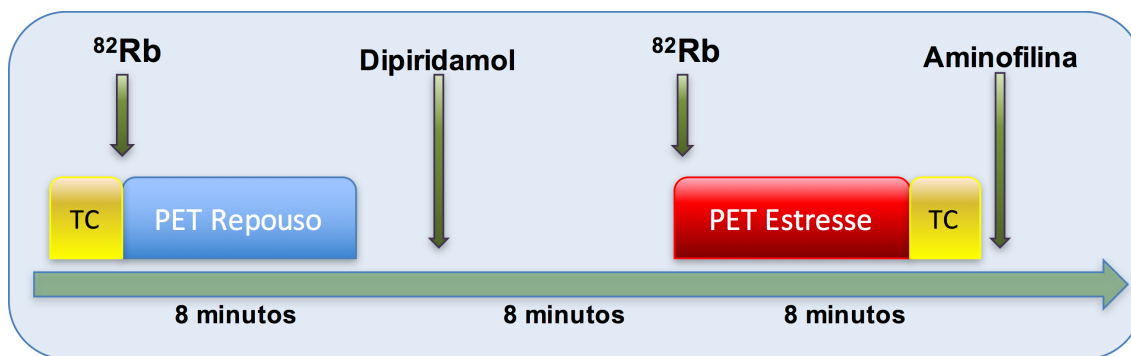 ⁸²Rb
Dipiridamol
⁸²Rb
Aminofilina
TC
PET Repouso
PET Estresse
TC
8 minutos
8 minutos
8 minutos